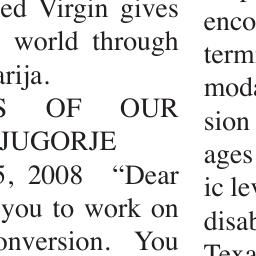 ed Virgin gives
world through
arija.
S OF OUR
JUGORJE
5, 2008 “Dear
you to work on
onversion. You
enco
term
moda
sion
ages
ic lev
disab
Texa